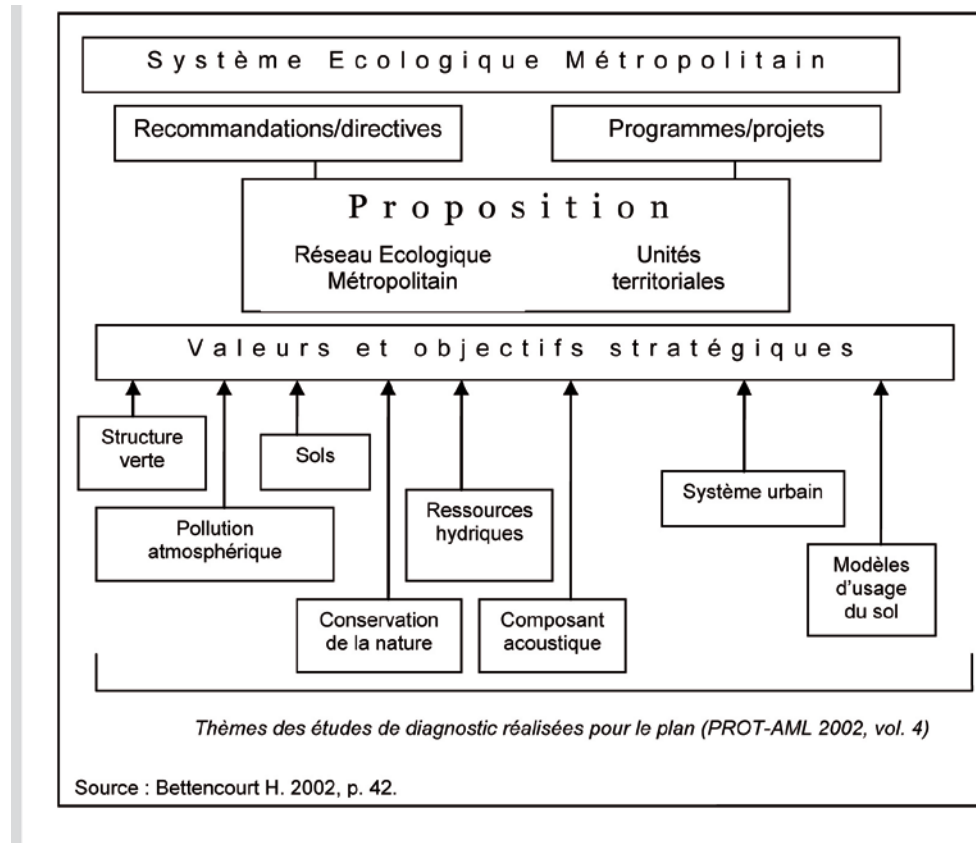 Système Ecologique Métropolitain
Recommandations/directives
Programmes/projets
Proposition
Réseau Ecologique
Métropolitain
Unités
territoriales
Valeurs et objectifs stratégiques
Structure
verte
Pollution
atmosphérique
Sols
Conservation
de la nature
Ressources
hydriques
Composant
acoustique
Système urbain
Modèles
d'usage
du sol
Thèmes des études de diagnostic réalisées pour le plan (PROT-AML 2002, vol. 4)
Source : Bettencourt H. 2002, p. 42.